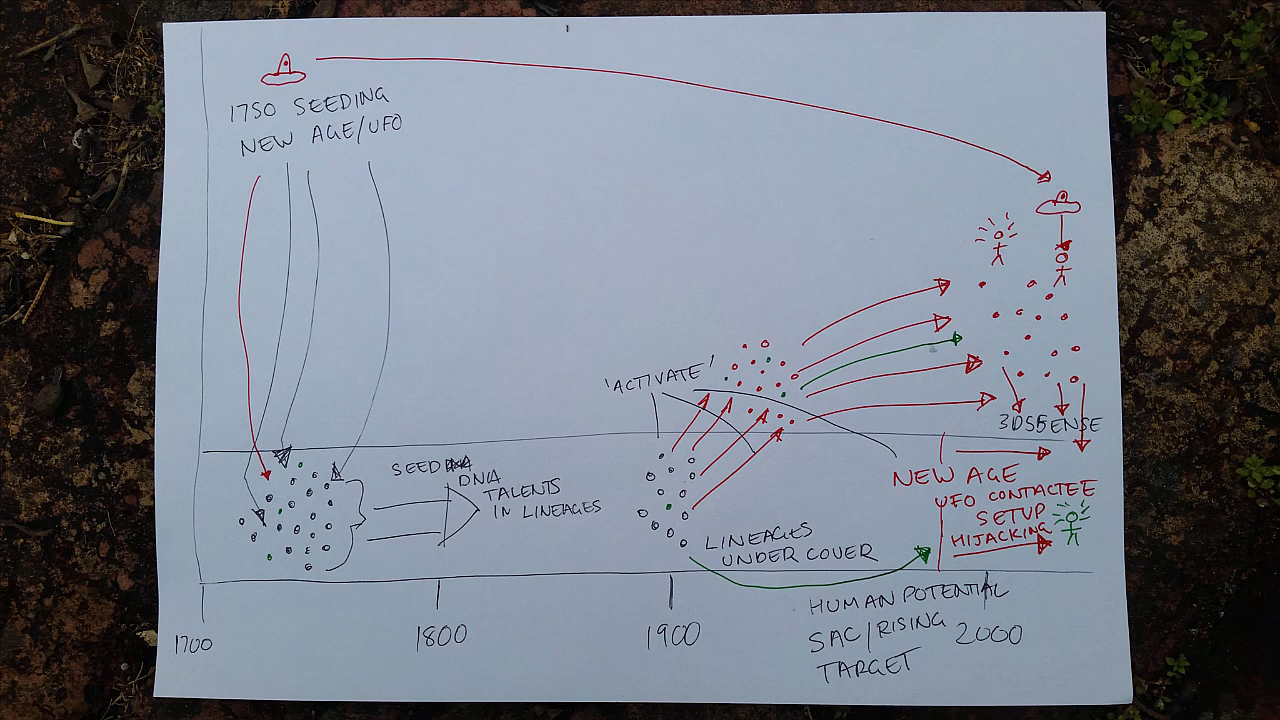 1750 SEEDING
NEW AGE/UFO
'ACTIVATE'
SEED DNA
TALENTS
IN LINEAGES
LINEAGES
UNDER COVER
NEW AGE
UFO CONTACTEE
SETUP
HIJACKING
HUMAN POTENTIAL
SAC/RISING
TARGET
1700
1800
1900
2000